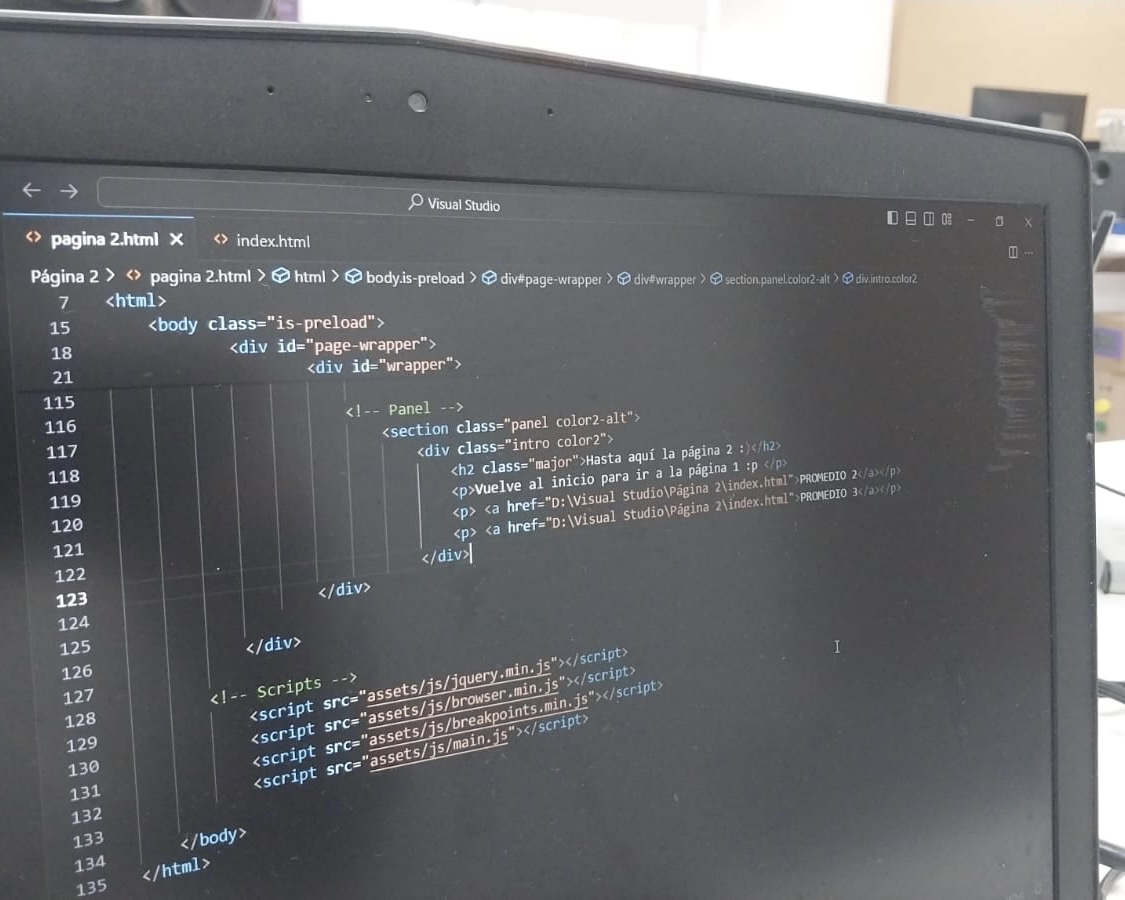 Visual Studio
pagina 2.html index.html
Página 2 > pagina 2.html > html > body.is-preload > div#page-wrapper > div#wrapper > section.panel.color2-alt > div.intro.color2
7 <html>
15 <body class="is-preload">
18 <div id="page-wrapper">
21 <div id="wrapper">
115 <!-- Panel -->
116 <section class="panel color2-alt">
117 <div class="intro color2">
118 <h2 class="major">Hasta aquí la página 2 :)</h2>
119 <p>Vuelve al inicio para ir a la página 1 :p </p>
120 <p> <a href="D:\Visual Studio\Página 2\index.html">PROMEDIO 2</a></p>
121 <p> <a href="D:\Visual Studio\Página 2\index.html">PROMEDIO 3</a></p>
122 </div>
123 </div>
124
125 </div>
126
127 <!-- Scripts -->
128 <script src="assets/js/jquery.min.js"></script>
129 <script src="assets/js/browser.min.js"></script>
130 <script src="assets/js/breakpoints.min.js"></script>
131 <script src="assets/js/main.js"></script>
132
133 </body>
134 </html>
135